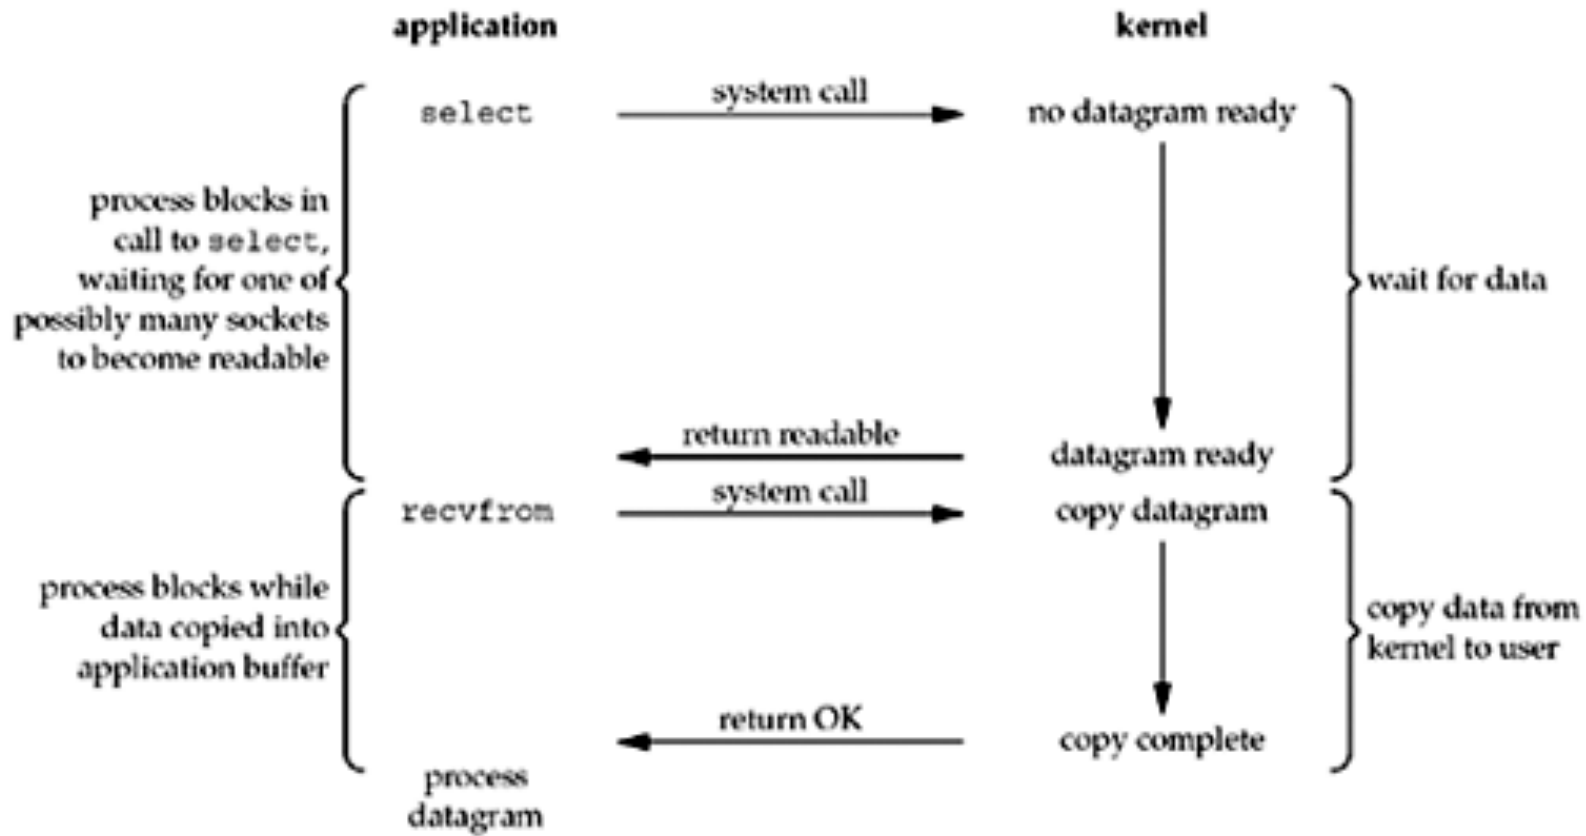 application
kernel
select
system call
no datagram ready
process blocks in
call to select,
waiting for one of
possibly many sockets
to become readable
wait for data
return readable
datagram ready
recvfrom
system call
copy datagram
process blocks while
data copied into
application buffer
copy data from
kernel to user
return OK
copy complete
process
datagram